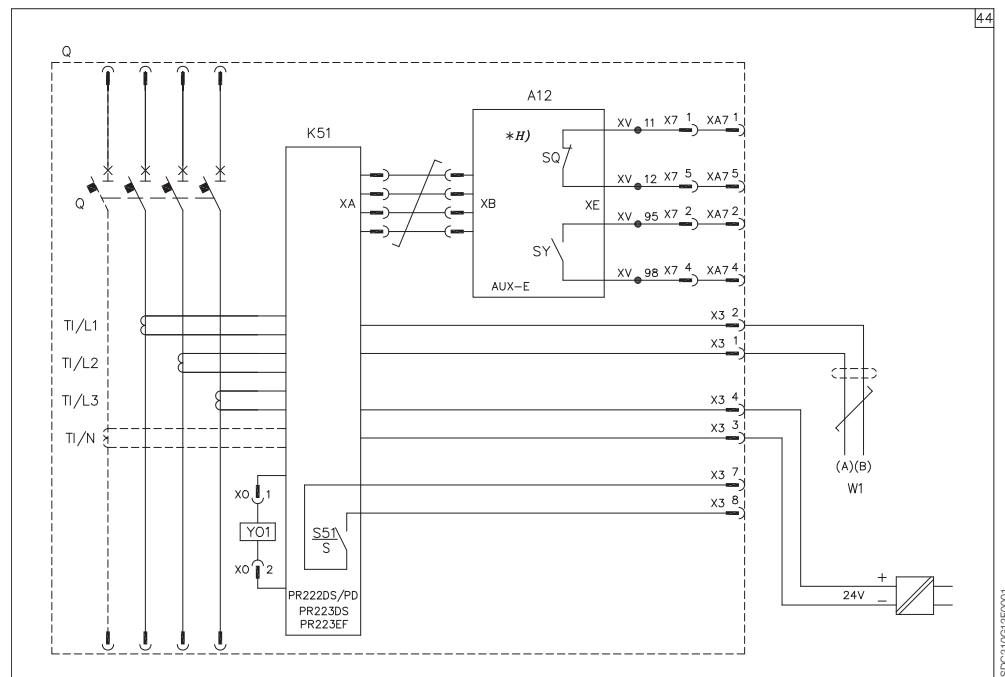 44
Q
A12
K51
*H)
XV 11 X7 1 XA7 1
SQ
XV 12 X7 5 XA7 5
XA
XB
XE
Q
XV 95 X7 2 XA7 2
SY
XV 98 X7 4 XA7 4
AUX-E
X3 2
TI/L1
X3 1
TI/L2
TI/L3
X3 4
TI/N
X3 3
(A)(B)
W1
X3 7
XO 1
X3 8
YO1
S51
S
XO 2
+
24V
−
PR222DS/PD
PR223DS
PR223EF